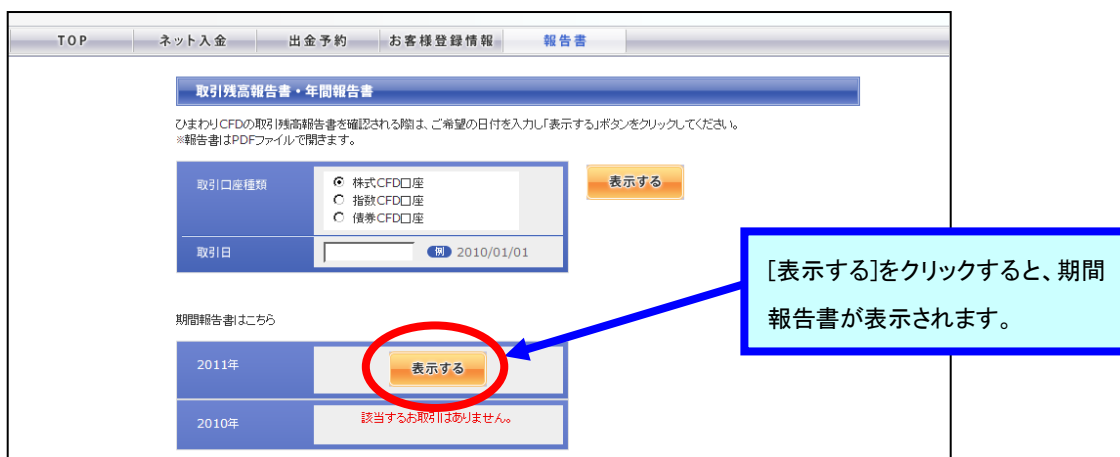 TOP ネット入金 出金予約 お客様登録情報 報告書
取引残高報告書・年間報告書
ひまわりCFDの取引残高報告書を確認される際は、ご希望の日付を入力し「表示する」ボタンをクリックしてください。
※報告書はPDFファイルで開きます。
取引口座種類
株式CFD口座
指数CFD口座
債券CFD口座
表示する
取引日
例 2010/01/01
[表示する]をクリックすると、期間
報告書が表示されます。
期間報告書はこちら
2011年
表示する
2010年
該当するお取引はありません。